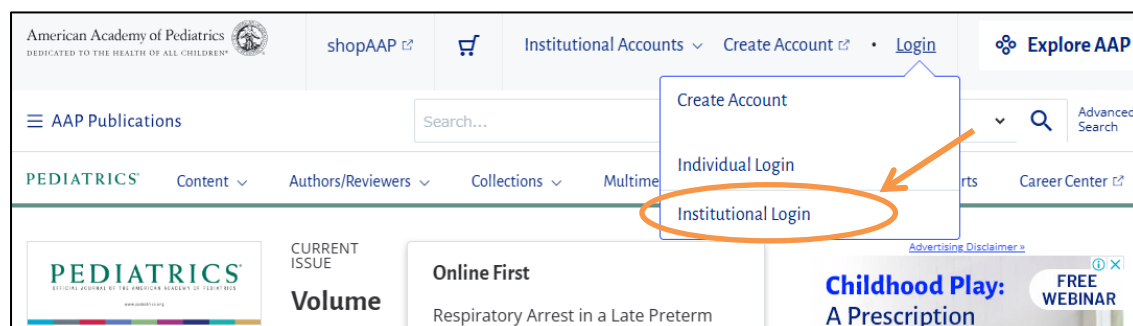 American Academy of Pediatrics
DEDICATED TO THE HEALTH OF ALL CHILDREN®
shopAAP
Institutional Accounts
Create Account
•
Login
Explore AAP
Create Account
Individual Login
Institutional Login
AAP Publications
Search...
Advanced
Search
PEDIATRICS®
Content
Authors/Reviewers
Collections
Multime
rts
Career Center
PEDIATRICS®
OFFICIAL JOURNAL OF THE AMERICAN ACADEMY OF PEDIATRICS
CURRENT
ISSUE
Volume
Online First
Respiratory Arrest in a Late Preterm
Advertising Disclaimer »
Childhood Play:
A Prescription
FREE
WEBINAR